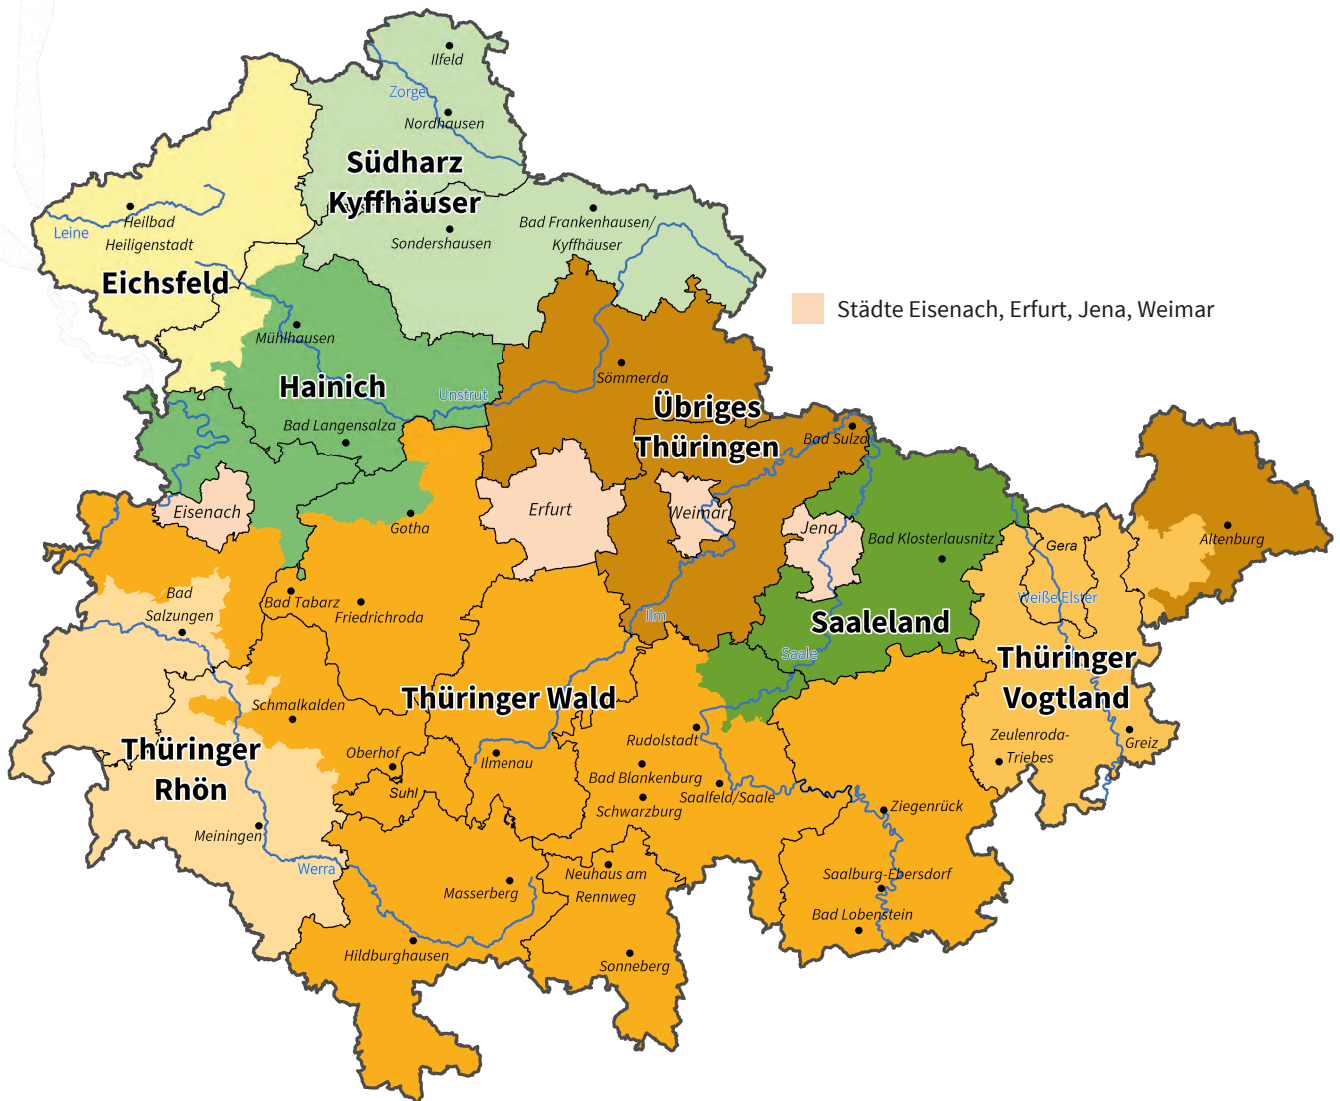 Ilfeld
Zorge
Nordhausen
Südharz
Kyffhäuser
Bad Frankenhausen/
Kyffhäuser
Sondershausen
Leine
Heilbad
Heiligenstadt
Eichsfeld
Städte Eisenach, Erfurt, Jena, Weimar
Mühlhausen
Hainich
Unstrut
Bad Langensalza
Sömmerda
Übriges
Thüringen
Bad Sulza
Eisenach
Gotha
Erfurt
Weimar
Jena
Bad Klosterlausnitz
Gera
Altenburg
Bad
Salzungen
Bad Tabarz
Friedrichroda
Ilm
Saaleland
Saale
Weiße Elster
Thüringer
Vogtland
Zeulenroda-
Triebes
Greiz
Thüringer Wald
Schmalkalden
Thüringer
Rhön
Oberhof
Suhl
Ilmenau
Rudolstadt
Bad Blankenburg
Schwarzburg
Saalfeld/Saale
Ziegenrück
Meiningen
Werra
Masserberg
Neuhaus am
Rennweg
Saalburg-Ebersdorf
Bad Lobenstein
Hildburghausen
Sonneberg